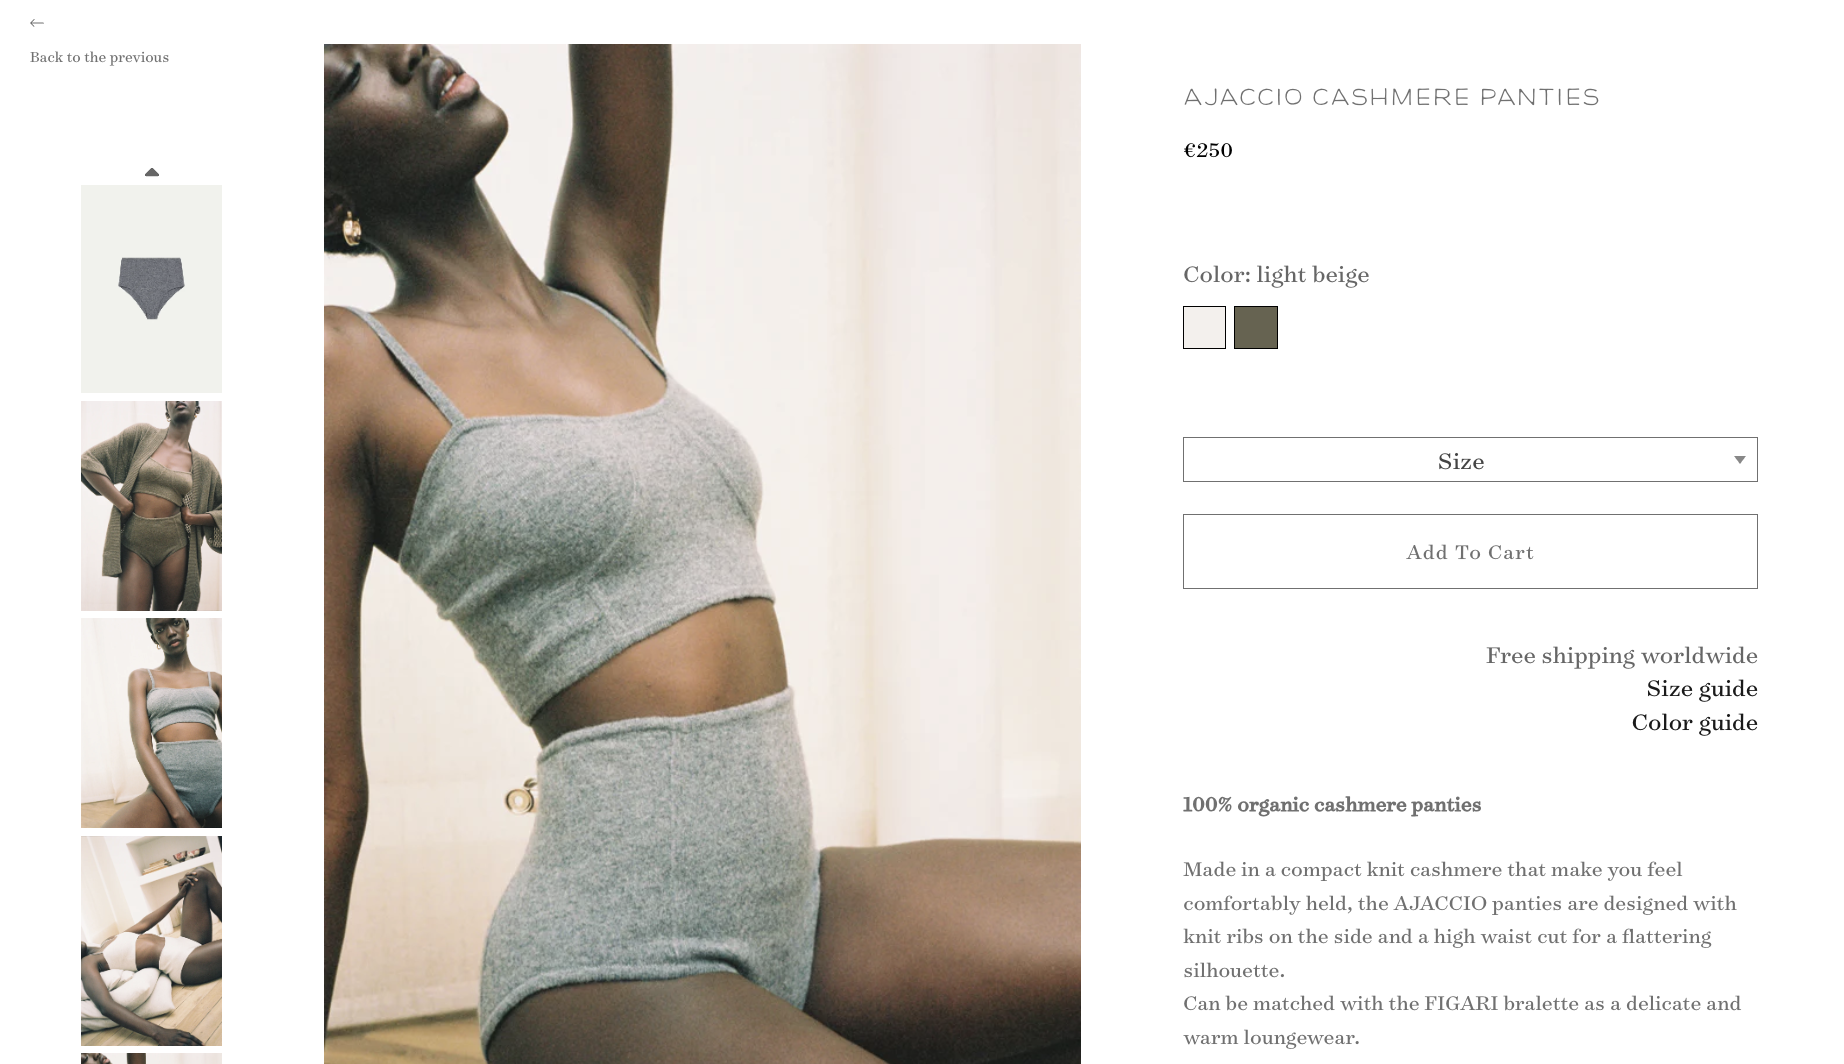 Back to the previous
AJACCIO CASHMERE PANTIES
€250
Color: light beige
Size
Add To Cart
Free shipping worldwide
Size guide
Color guide
100% organic cashmere panties
Made in a compact knit cashmere that make you feel
comfortably held, the AJACCIO panties are designed with
knit ribs on the side and a high waist cut for a flattering
silhouette.
Can be matched with the FIGARI bralette as a delicate and
warm loungewear.